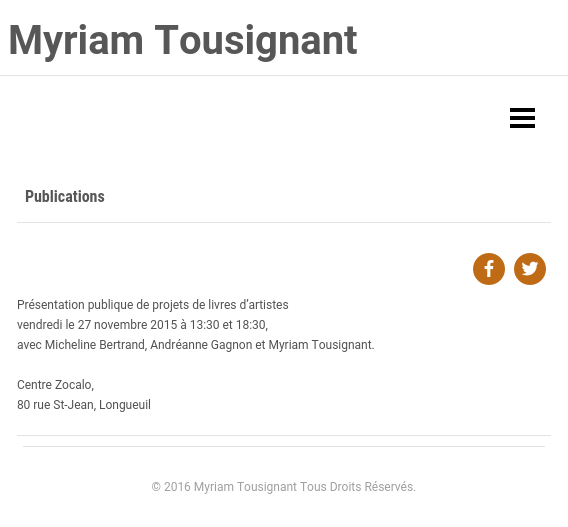 Myriam Tousignant
Publications
Présentation publique de projets de livres d’artistes
vendredi le 27 novembre 2015 à 13:30 et 18:30,
avec Micheline Bertrand, Andréanne Gagnon et Myriam Tousignant.
Centre Zocalo,
80 rue St-Jean, Longueuil
© 2016 Myriam Tousignant Tous Droits Réservés.